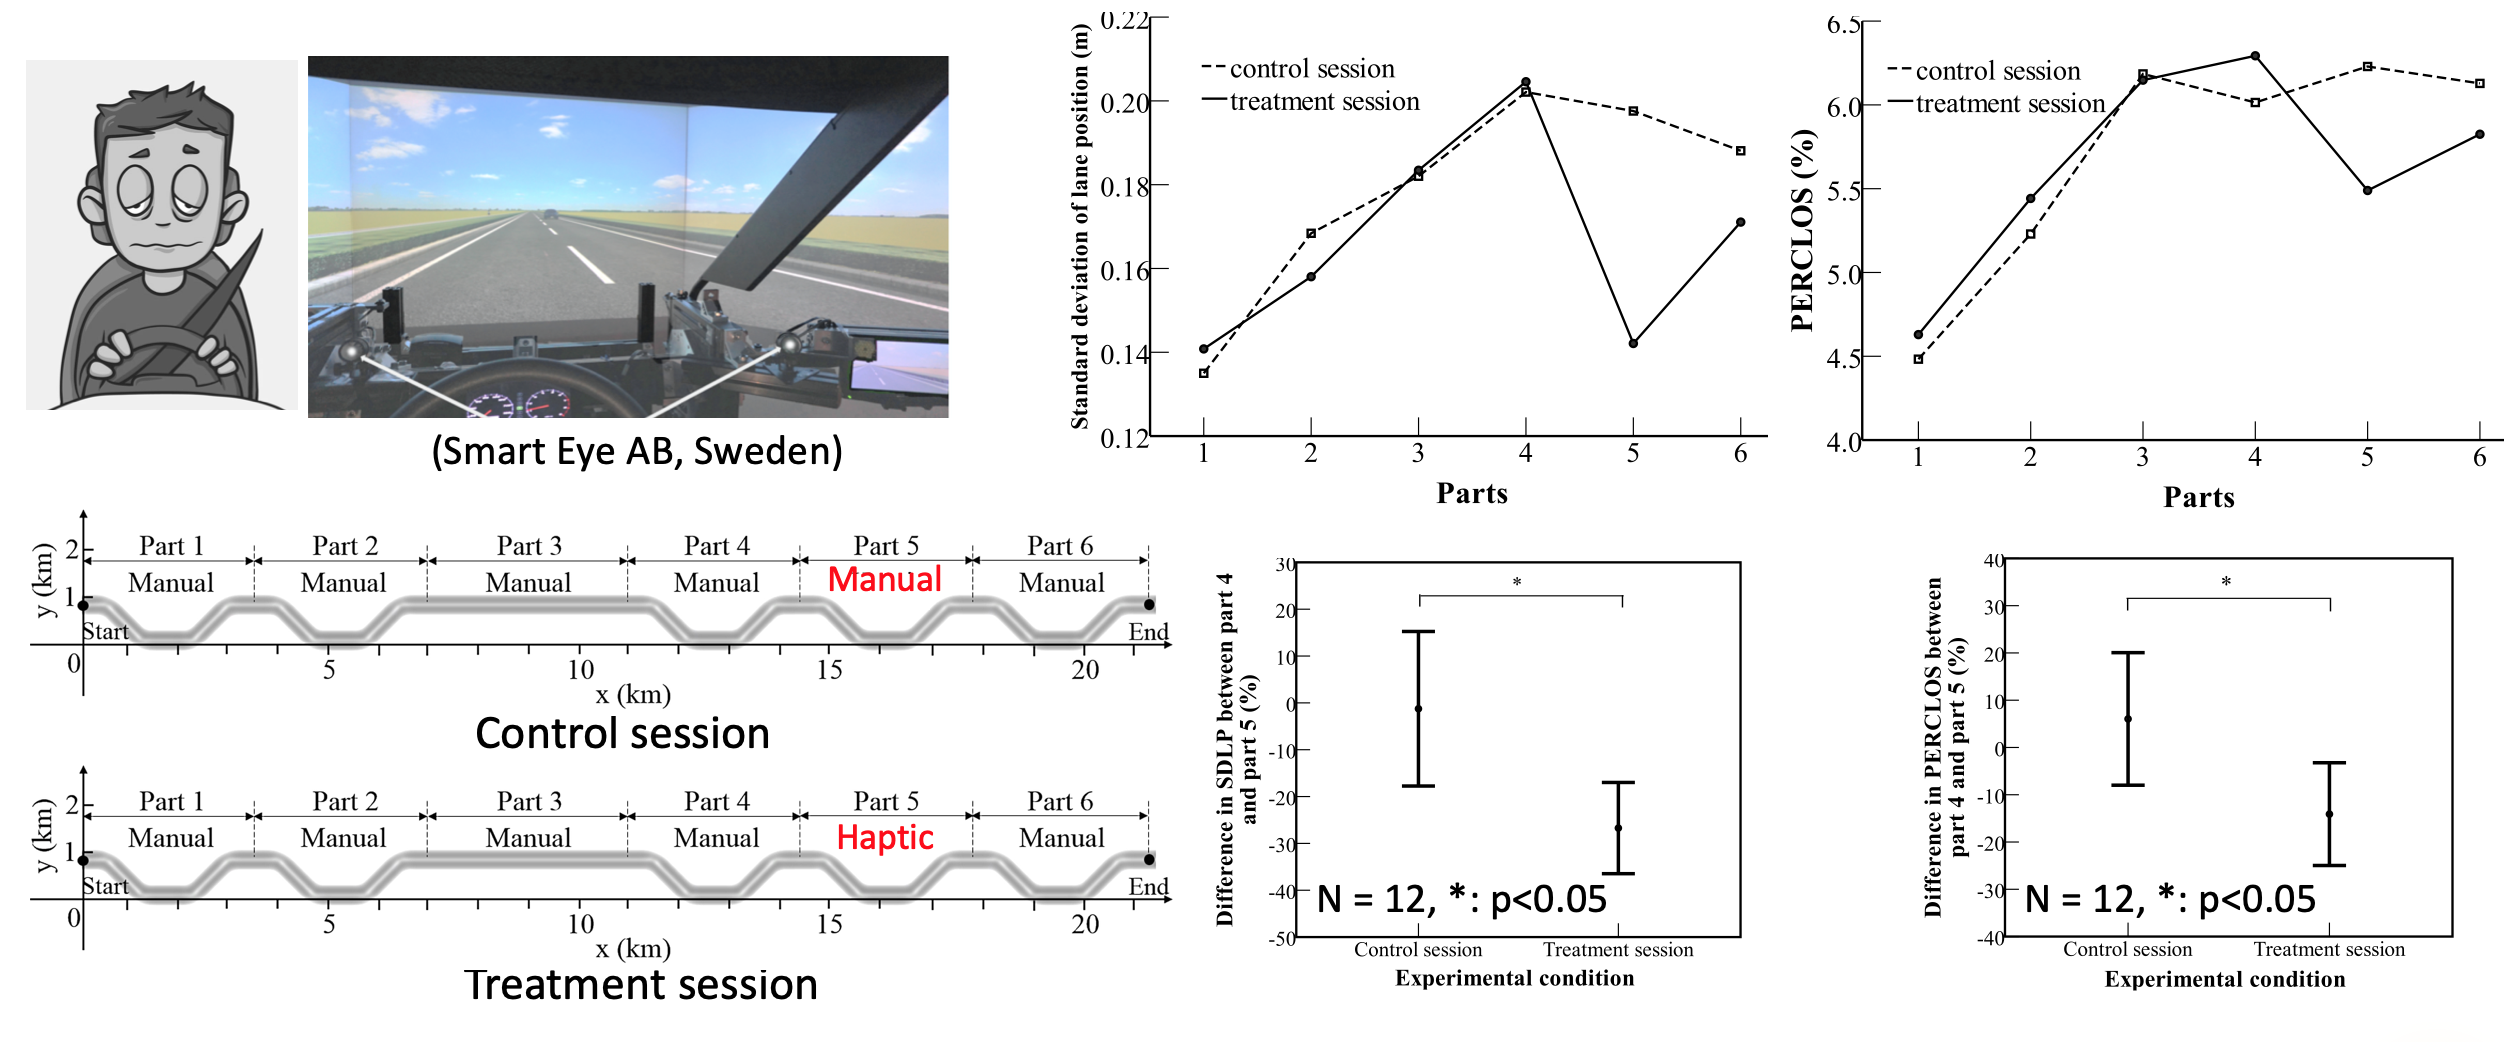 (Smart Eye AB, Sweden)
Standard deviation of lane position (m)
0.22
0.20
0.18
0.16
0.14
0.12
control session
treatment session
1 2 3 4 5 6
Parts
PERCLOS (%)
6.5
6.0
5.5
5.0
4.5
4.0
control session
treatment session
1 2 3 4 5 6
Parts
y (km)
2
1
0
Part 1 Part 2 Part 3 Part 4 Part 5 Part 6
Manual Manual Manual Manual Manual Manual
Start
End
5 10 15 20
x (km)
Control session
y (km)
2
1
0
Part 1 Part 2 Part 3 Part 4 Part 5 Part 6
Manual Manual Manual Manual Haptic Manual
Start
End
5 10 15 20
x (km)
Treatment session
Difference in SDLP between part 4
and part 5 (%)
30
20
10
0
-10
-20
-30
-40
-50
*
N = 12, *: p<0.05
Control session Treatment session
Experimental condition
Difference in PERCLOS between
part 4 and part 5 (%)
40
30
20
10
0
-10
-20
-30
-40
*
N = 12, *: p<0.05
Control session Treatment session
Experimental condition